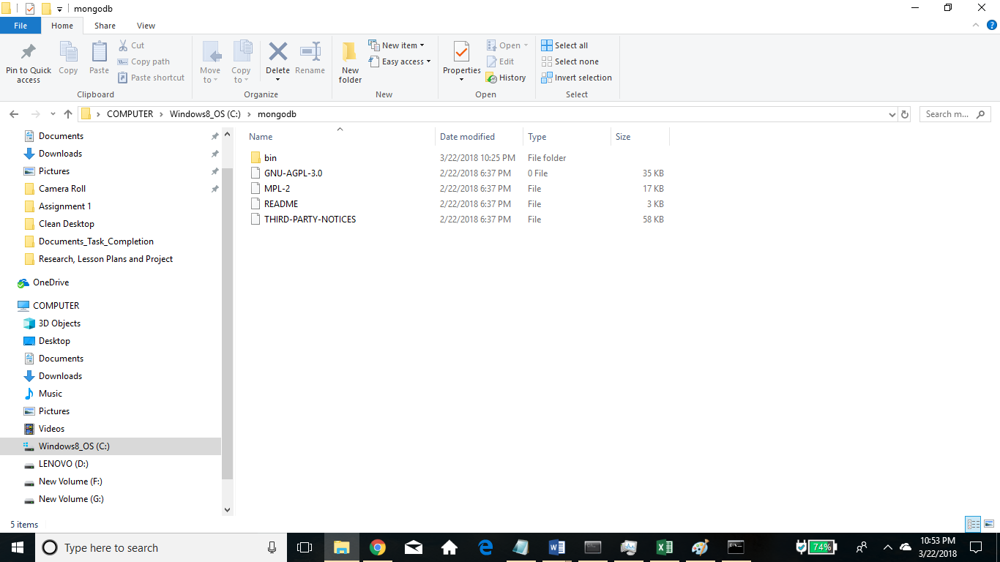 mongodb
File Home Share View
Pin to Quick access
Copy
Paste
Cut
Copy path
Paste shortcut
Clipboard
Move to
Copy to
Delete
Rename
Organize
New folder
New item
Easy access
New
Properties
Open
Edit
History
Open
Select all
Select none
Invert selection
Select
COMPUTER > Windows8_OS (C:) > mongodb
Search m...
Documents
Downloads
Pictures
Camera Roll
Assignment 1
Clean Desktop
Documents_Task_Completion
Research, Lesson Plans and Project
OneDrive
COMPUTER
3D Objects
Desktop
Documents
Downloads
Music
Pictures
Videos
Windows8_OS (C:)
LENOVO (D:)
New Volume (F:)
New Volume (G:)
Name Date modified Type Size
bin 3/22/2018 10:25 PM File folder
GNU-AGPL-3.0 2/22/2018 6:37 PM 0 File 35 KB
MPL-2 2/22/2018 6:37 PM File 17 KB
README 2/22/2018 6:37 PM File 3 KB
THIRD-PARTY-NOTICES 2/22/2018 6:37 PM File 58 KB
5 items
Type here to search
74%
10:53 PM
3/22/2018